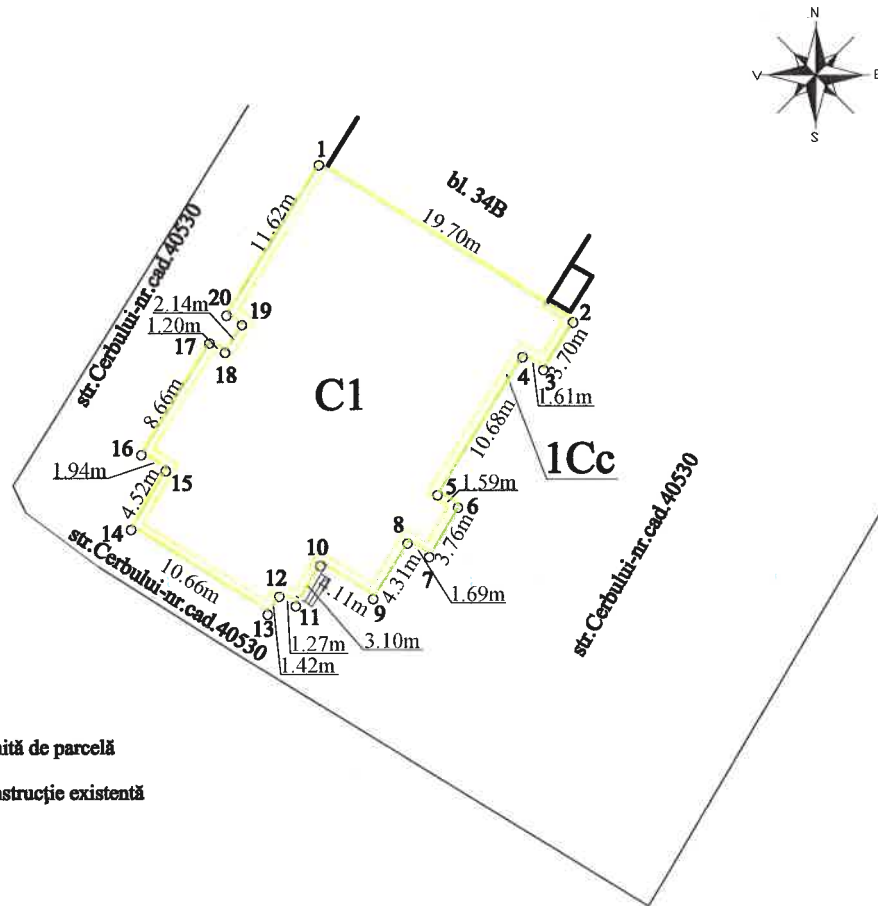 N
V
E
S
1
bl. 34B
19.70m
11.62m
str.Cerbului-nr.cad.40530
20
19
2
2.14m
1.20m
17
18
4
3
3.70m
1.61m
C1
8.66m
10.68m
1Cc
16
1.94m
15
5
1.59m
6
4.52m
14
8
7
3.76m
10
4.31m
1.69m
str.Cerbului-nr.cad.40530
10.66m
12
.11m
9
13
11
3.10m
1.27m
1.42m
str.Cerbului-nr.cad.40530
ită de parcelă
nstrucție existentă